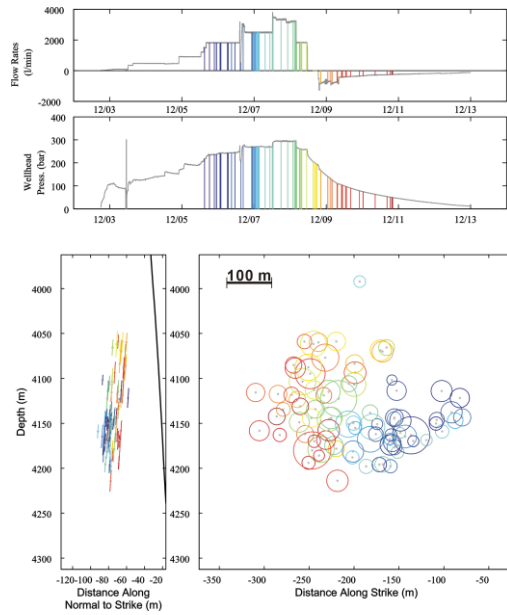 4000
2000
0
-2000
Flow Rates
(l/min)
12/03 12/05 12/07 12/09 12/11 12/13
400
300
200
100
0
Wellhead
Press. (bar)
12/03 12/05 12/07 12/09 12/11 12/13
100 m
4000
4050
4100
4150
4200
4250
4300
Depth (m)
4000
4050
4100
4150
4200
4250
4300
-120 -100 -80 -60 -40 -20
Distance Along
Normal to Strike (m)
-350 -300 -250 -200 -150 -100 -50
Distance Along Strike (m)